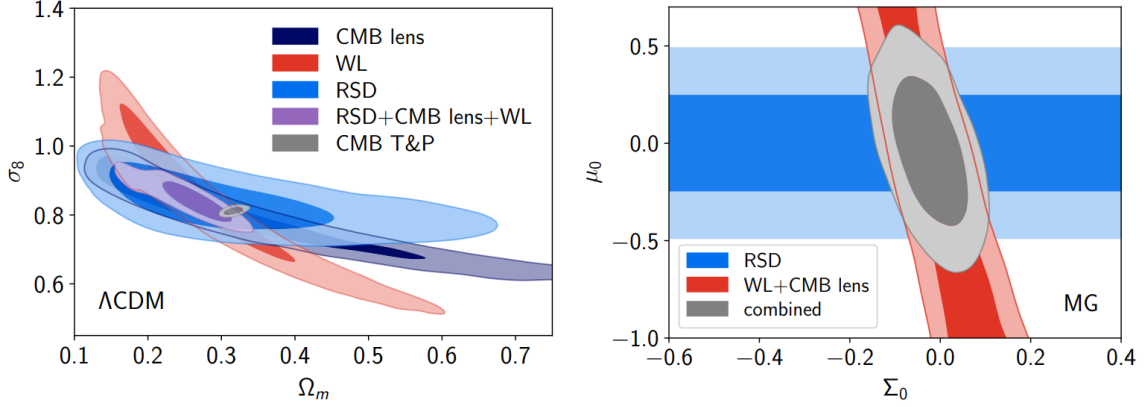 1.4
1.2
1.0
0.8
0.6
σ8
CMB lens
WL
RSD
RSD+CMB lens+WL
CMB T&P
ΛCDM
0.1 0.2 0.3 0.4 0.5 0.6 0.7
Ωm
0.5
0.0
−0.5
−1.0
μ0
RSD
WL+CMB lens
combined
MG
−0.6 −0.4 −0.2 0.0 0.2 0.4
Σ0